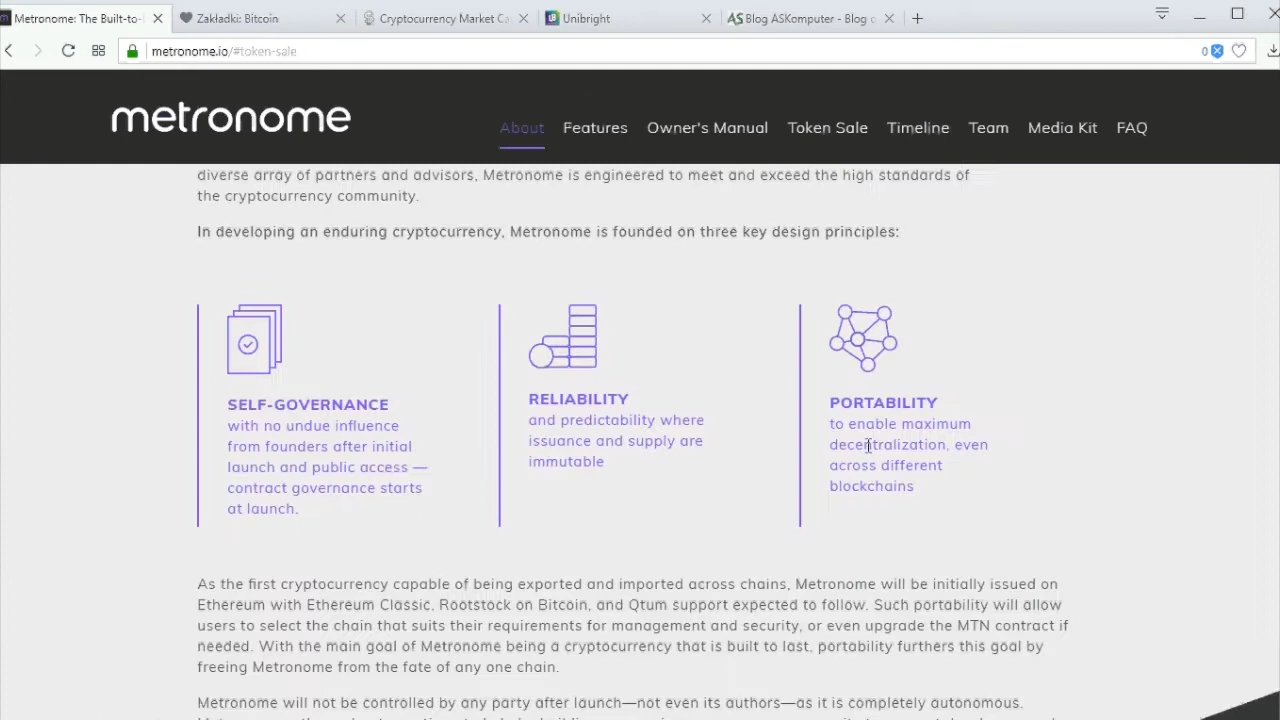 Metronome: The Built-to-
Zakładki: Bitcoin
Cryptocurrency Market Ca
Unibright
Blog ASKomputer - Blog o
metronome.io/#token-sale
0
metronome
About
Features
Owner's Manual
Token Sale
Timeline
Team
Media Kit
FAQ
diverse array of partners and advisors, Metronome is engineered to meet and exceed the high standards of
the cryptocurrency community.
In developing an enduring cryptocurrency, Metronome is founded on three key design principles:
SELF-GOVERNANCE
with no undue influence
from founders after initial
launch and public access —
contract governance starts
at launch.
RELIABILITY
and predictability where
issuance and supply are
immutable
PORTABILITY
to enable maximum
decentralization, even
across different
blockchains
As the first cryptocurrency capable of being exported and imported across chains, Metronome will be initially issued on
Ethereum with Ethereum Classic, Rootstock on Bitcoin, and Qtum support expected to follow. Such portability will allow
users to select the chain that suits their requirements for management and security, or even upgrade the MTN contract if
needed. With the main goal of Metronome being a cryptocurrency that is built to last, portability furthers this goal by
freeing Metronome from the fate of any one chain.
Metronome will not be controlled by any party after launch—not even its authors—as it is completely autonomous.